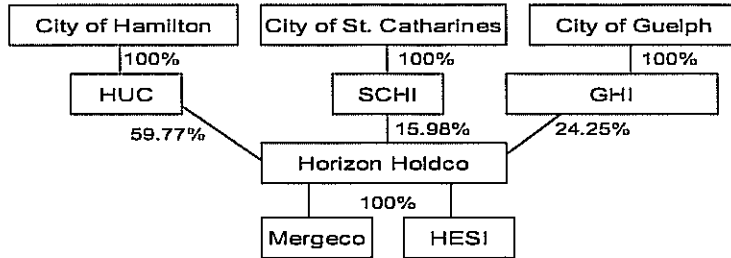 City of Hamilton City of St. Catharines City of Guelph
100% 100% 100%
HUC SCHI GHI
59.77% 15.98% 24.25%
Horizon Holdco
100%
Mergeco HESI